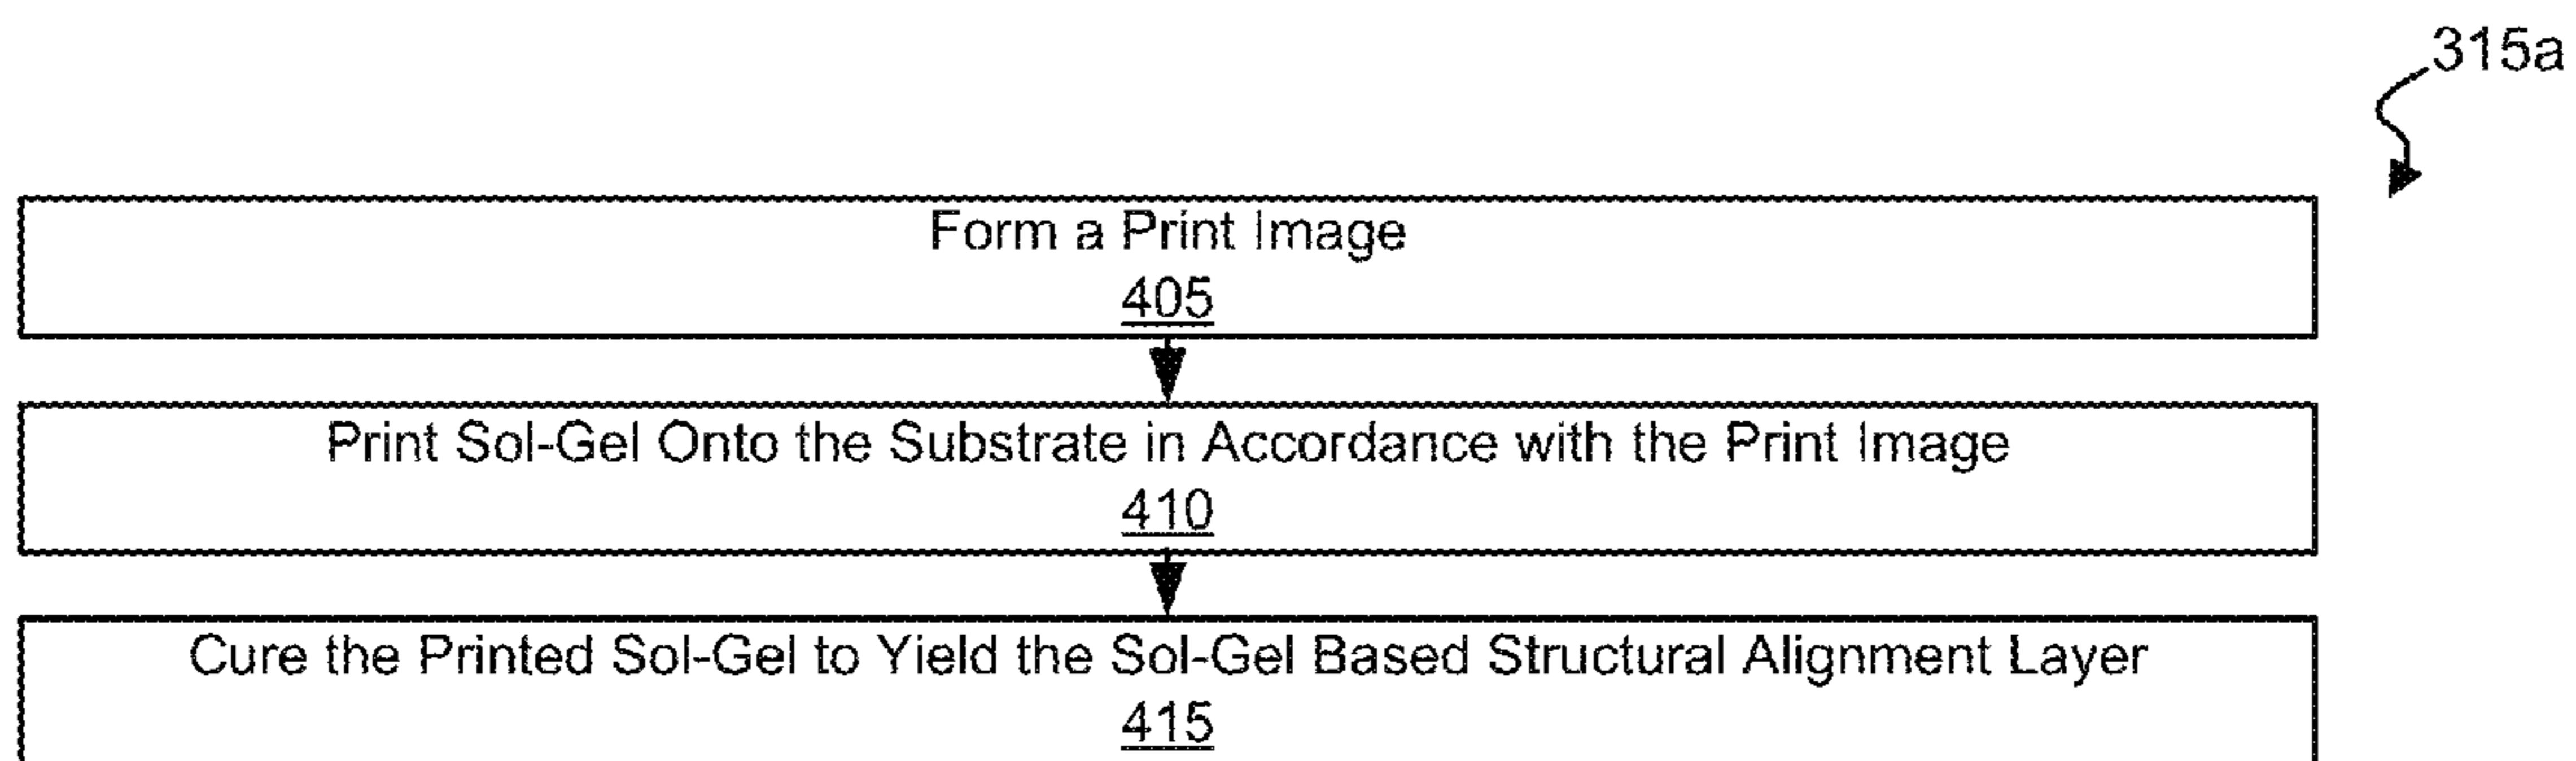 315a
Form a Print Image
405
Print Sol-Gel Onto the Substrate in Accordance with the Print Image
410
Cure the Printed Sol-Gel to Yield the Sol-Gel Based Structural Alignment Layer
415